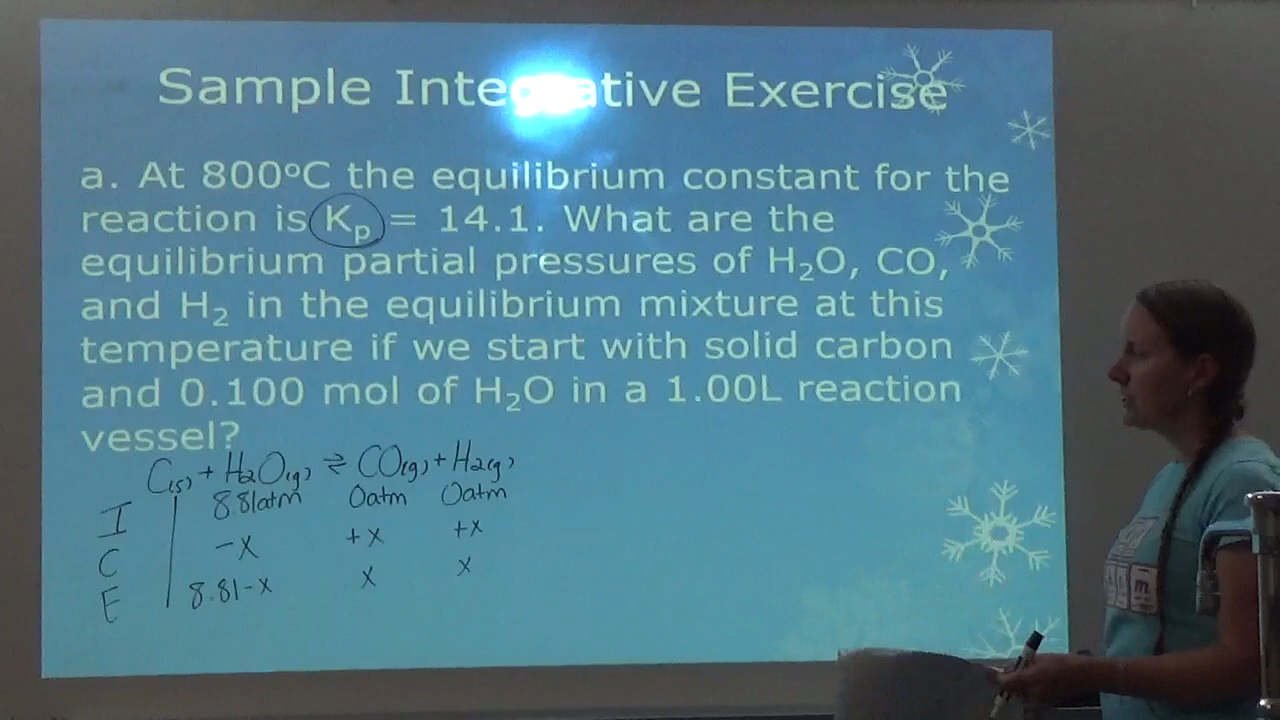 Sample Integrative Exercise
a. At 800°C the equilibrium constant for the
reaction is Kₚ = 14.1. What are the
equilibrium partial pressures of H₂O, CO,
and H₂ in the equilibrium mixture at this
temperature if we start with solid carbon
and 0.100 mol of H₂O in a 1.00L reaction
vessel?
C(s) + H₂O(g) ⇌ CO(g) + H₂(g)
I 8.81atm 0atm 0atm
C -x +x +x
E 8.81-x x x
m